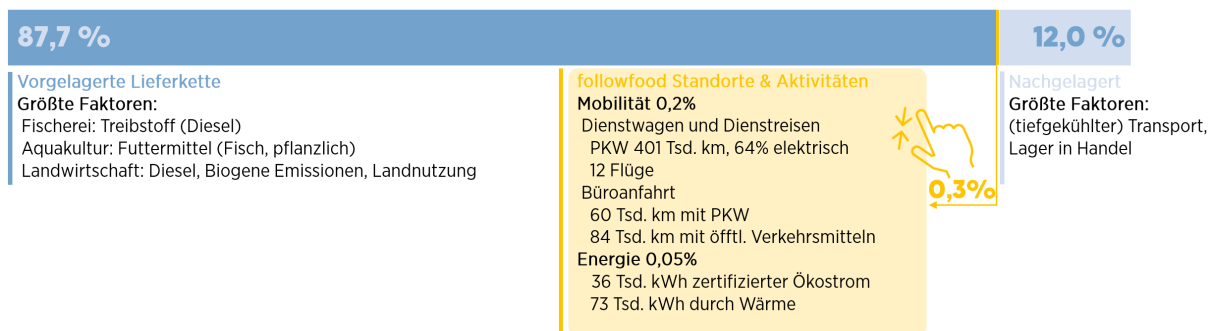 87,7 %
12,0 %
Vorgelagerte Lieferkette
Größte Faktoren:
Fischerei: Treibstoff (Diesel)
Aquakultur: Futtermittel (Fisch, pflanzlich)
Landwirtschaft: Diesel, Biogene Emissionen, Landnutzung
followfood Standorte & Aktivitäten
Mobilität 0,2%
Dienstwagen und Dienstreisen
PKW 401 Tsd. km, 64% elektrisch
12 Flüge
Büroanfahrt
60 Tsd. km mit PKW
84 Tsd. km mit öfftl. Verkehrsmitteln
Energie 0,05%
36 Tsd. kWh zertifizierter Ökostrom
73 Tsd. kWh durch Wärme
0,3%
Nachgelagert
Größte Faktoren:
(tiefgekühlter) Transport,
Lager in Handel